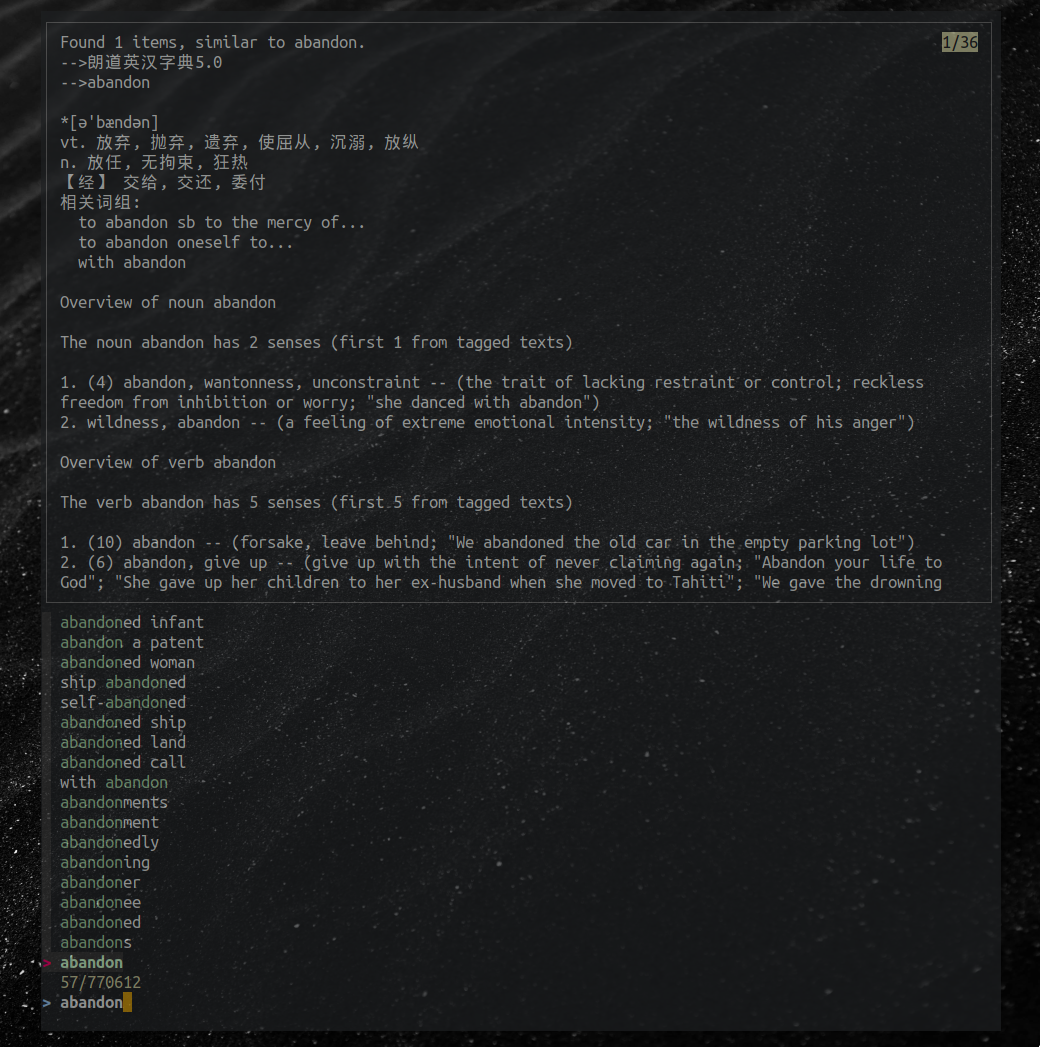 Found 1 items, similar to abandon.
1/36
-->朗道英汉字典5.0
-->abandon
*[ə'bændən]
vt. 放弃, 抛弃, 遗弃, 使屈从, 沉溺, 放纵
n. 放任, 无拘束, 狂热
【经】 交给, 交还, 委付
相关词组:
to abandon sb to the mercy of...
to abandon oneself to...
with abandon
Overview of noun abandon
The noun abandon has 2 senses (first 1 from tagged texts)
1. (4) abandon, wantonness, unconstraint -- (the trait of lacking restraint or control; reckless
freedom from inhibition or worry; "she danced with abandon")
2. wildness, abandon -- (a feeling of extreme emotional intensity; "the wildness of his anger")
Overview of verb abandon
The verb abandon has 5 senses (first 5 from tagged texts)
1. (10) abandon -- (forsake, leave behind; "We abandoned the old car in the empty parking lot")
2. (6) abandon, give up -- (give up with the intent of never claiming again; "Abandon your life to
God"; "She gave up her children to her ex-husband when she moved to Tahiti"; "We gave the drowning
abandoned infant
abandon a patent
abandoned woman
ship abandoned
self-abandoned
abandoned ship
abandoned land
abandoned call
with abandon
abandonments
abandonment
abandonedly
abandoning
abandoner
abandonee
abandoned
abandons
> abandon
57/770612
> abandon